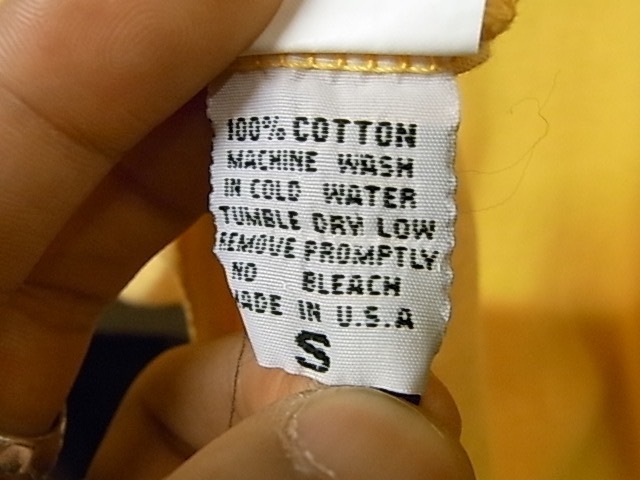 100% COTTON
MACHINE WASH
IN COLD WATER
TUMBLE DRY LOW
REMOVE PROMPTLY
NO BLEACH
MADE IN U.S.A
S